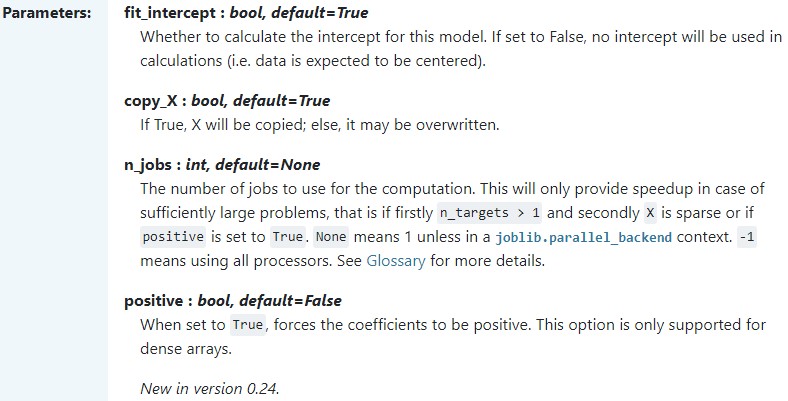 Parameters:
fit_intercept : bool, default=True
Whether to calculate the intercept for this model. If set to False, no intercept will be used in
calculations (i.e. data is expected to be centered).
copy_X : bool, default=True
If True, X will be copied; else, it may be overwritten.
n_jobs : int, default=None
The number of jobs to use for the computation. This will only provide speedup in case of
sufficiently large problems, that is if firstly n_targets > 1 and secondly X is sparse or if
positive is set to True. None means 1 unless in a joblib.parallel_backend context. -1
means using all processors. See Glossary for more details.
positive : bool, default=False
When set to True, forces the coefficients to be positive. This option is only supported for
dense arrays.
New in version 0.24.